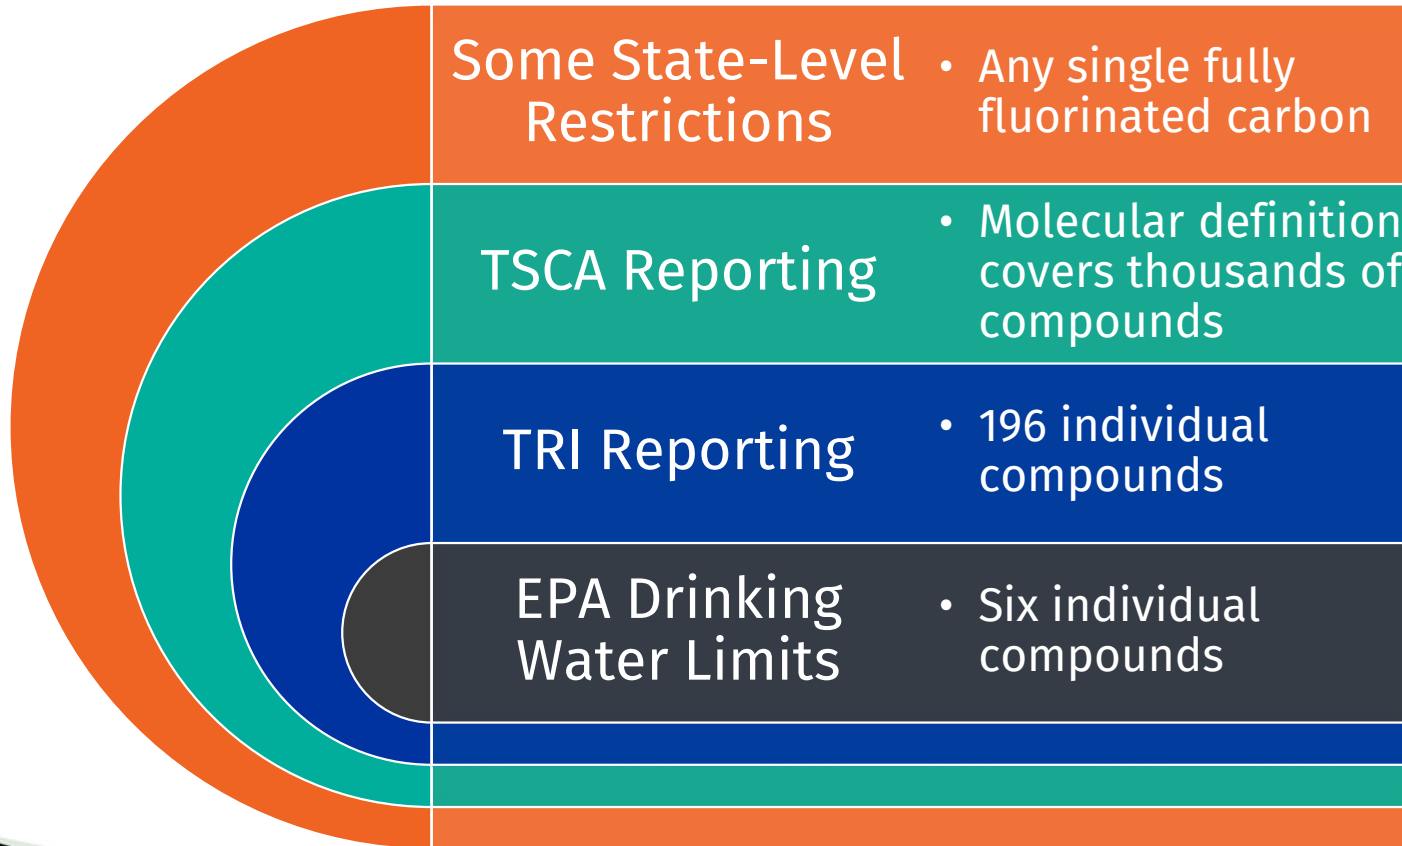 Some State-Level
Restrictions
• Any single fully
fluorinated carbon
TSCA Reporting
• Molecular definition
covers thousands of
compounds
TRI Reporting
• 196 individual
compounds
EPA Drinking
Water Limits
• Six individual
compounds